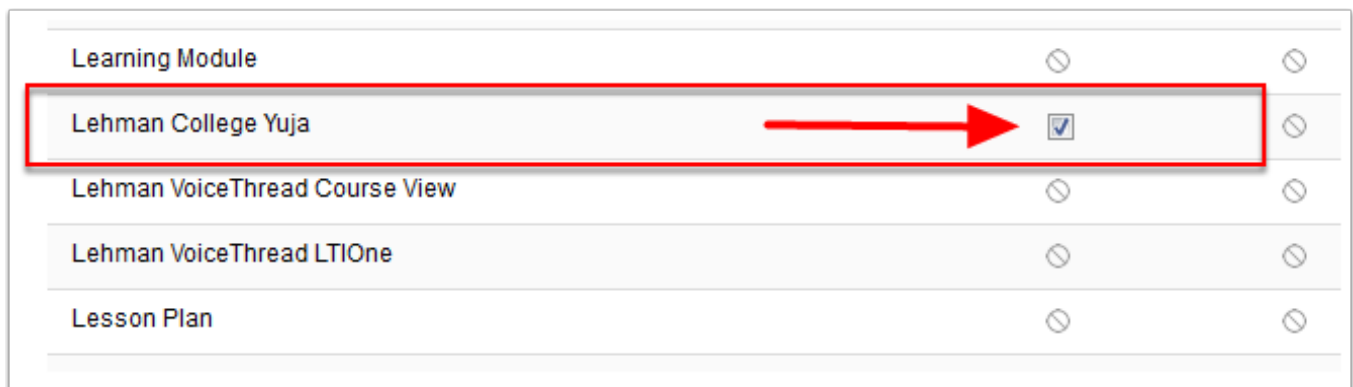 Learning Module
Lehman College Yuja
Lehman VoiceThread Course View
Lehman VoiceThread LTIOne
Lesson Plan